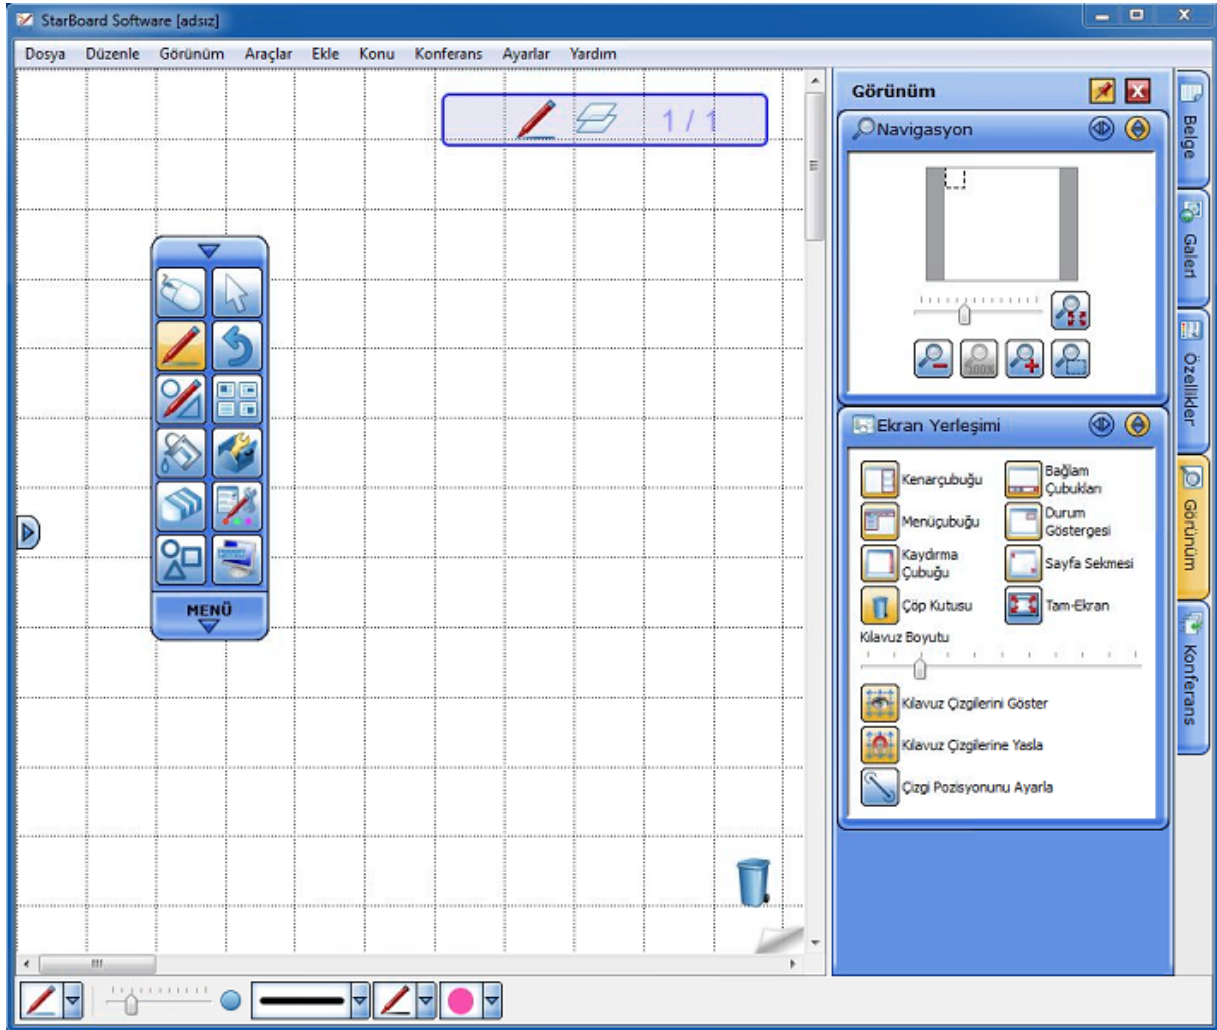 StarBoard Software [adsız]
Dosya Düzenle Görünüm Araçlar Ekle Konu Konferans Ayarlar Yardım
1 / 1
MENÜ
Görünüm
Navigasyon
100%
Ekran Yerleşimi
Kenarçubuğu
Bağlam
Çubukları
Menüçubuğu
Durum
Göstergesi
Kaydırma
Çubuğu
Sayfa Sekmesi
Çöp Kutusu
Tam-Ekran
Kılavuz Boyutu
Kılavuz Çizgilerini Göster
Kılavuz Çizgilerine Yasla
Çizgi Pozisyonunu Ayarla
Belge
Galeri
Özellikler
Görünüm
Konferans